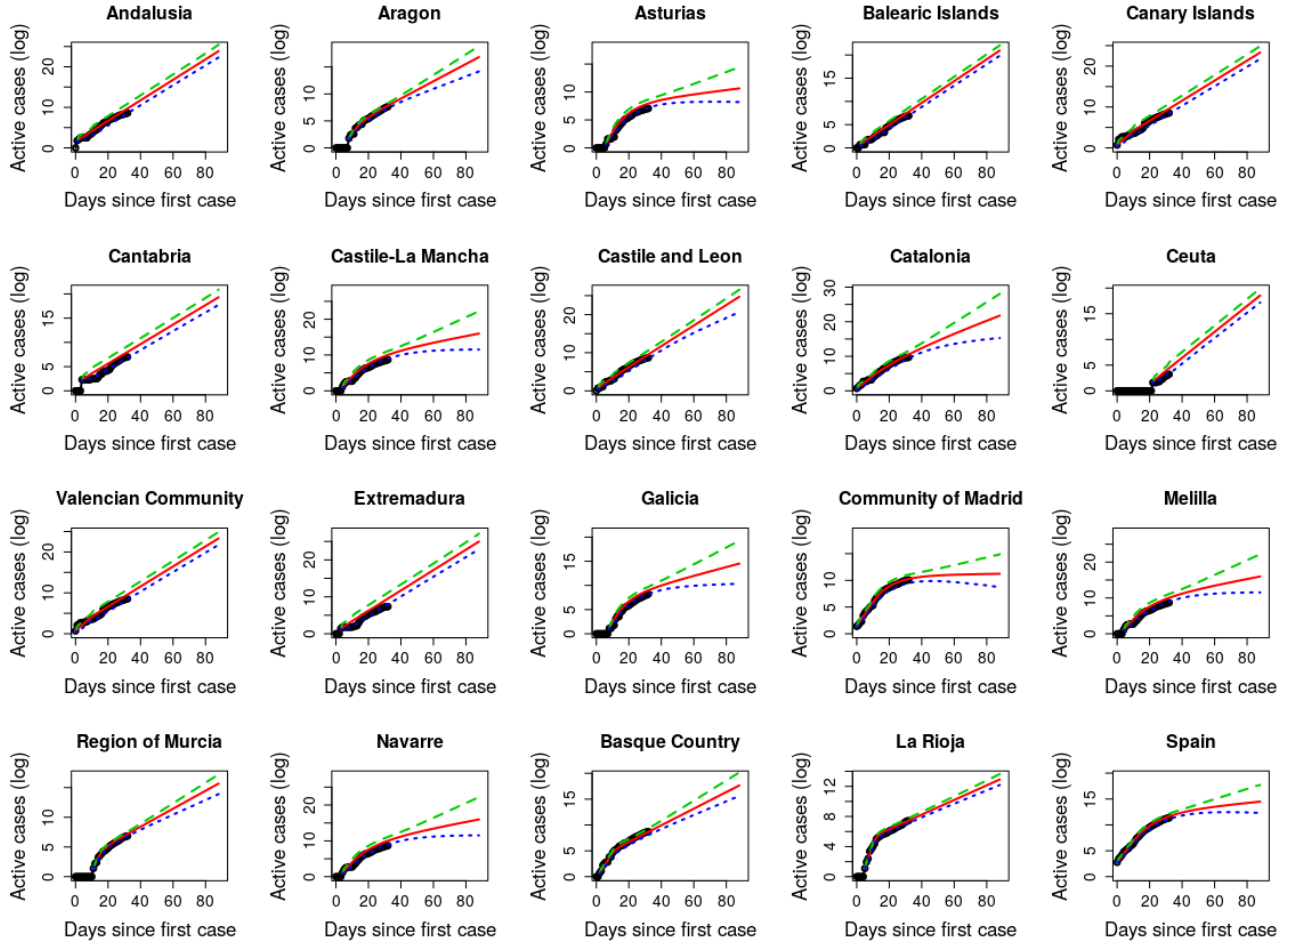 Andalusia
Active cases (log)
0
10
20
0 20 40 60 80
Days since first case
Aragon
Active cases (log)
0
5
10
0 20 40 60 80
Days since first case
Asturias
Active cases (log)
0
5
10
0 20 40 60 80
Days since first case
Balearic Islands
Active cases (log)
0
5
15
0 20 40 60 80
Days since first case
Canary Islands
Active cases (log)
0
10
20
0 20 40 60 80
Days since first case
Cantabria
Active cases (log)
0
5
15
0 20 40 60 80
Days since first case
Castile-La Mancha
Active cases (log)
0
10
20
0 20 40 60 80
Days since first case
Castile and Leon
Active cases (log)
0
10
20
0 20 40 60 80
Days since first case
Catalonia
Active cases (log)
0
10
20
30
0 20 40 60 80
Days since first case
Ceuta
Active cases (log)
0
5
15
0 20 40 60 80
Days since first case
Valencian Community
Active cases (log)
0
10
20
0 20 40 60 80
Days since first case
Extremadura
Active cases (log)
0
10
20
0 20 40 60 80
Days since first case
Galicia
Active cases (log)
0
5
15
0 20 40 60 80
Days since first case
Community of Madrid
Active cases (log)
0
5
10
0 20 40 60 80
Days since first case
Melilla
Active cases (log)
0
10
20
0 20 40 60 80
Days since first case
Region of Murcia
Active cases (log)
0
5
10
0 20 40 60 80
Days since first case
Navarre
Active cases (log)
0
10
20
0 20 40 60 80
Days since first case
Basque Country
Active cases (log)
0
5
15
0 20 40 60 80
Days since first case
La Rioja
Active cases (log)
0
4
8
12
0 20 40 60 80
Days since first case
Spain
Active cases (log)
0
5
15
0 20 40 60 80
Days since first case